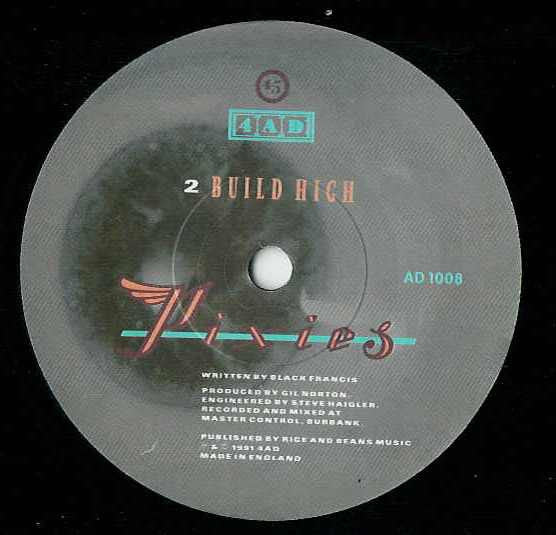 45
4AD
2 BUILD HIGH
AD 1008
Pixies
WRITTEN BY BLACK FRANCIS
PRODUCED BY GIL NORTON.
ENGINEERED BY STEVE HAIGLER.
RECORDED AND MIXED AT
MASTER CONTROL, BURBANK.
PUBLISHED BY RICE AND BEANS MUSIC
℗ & © 1991 4AD
MADE IN ENGLAND